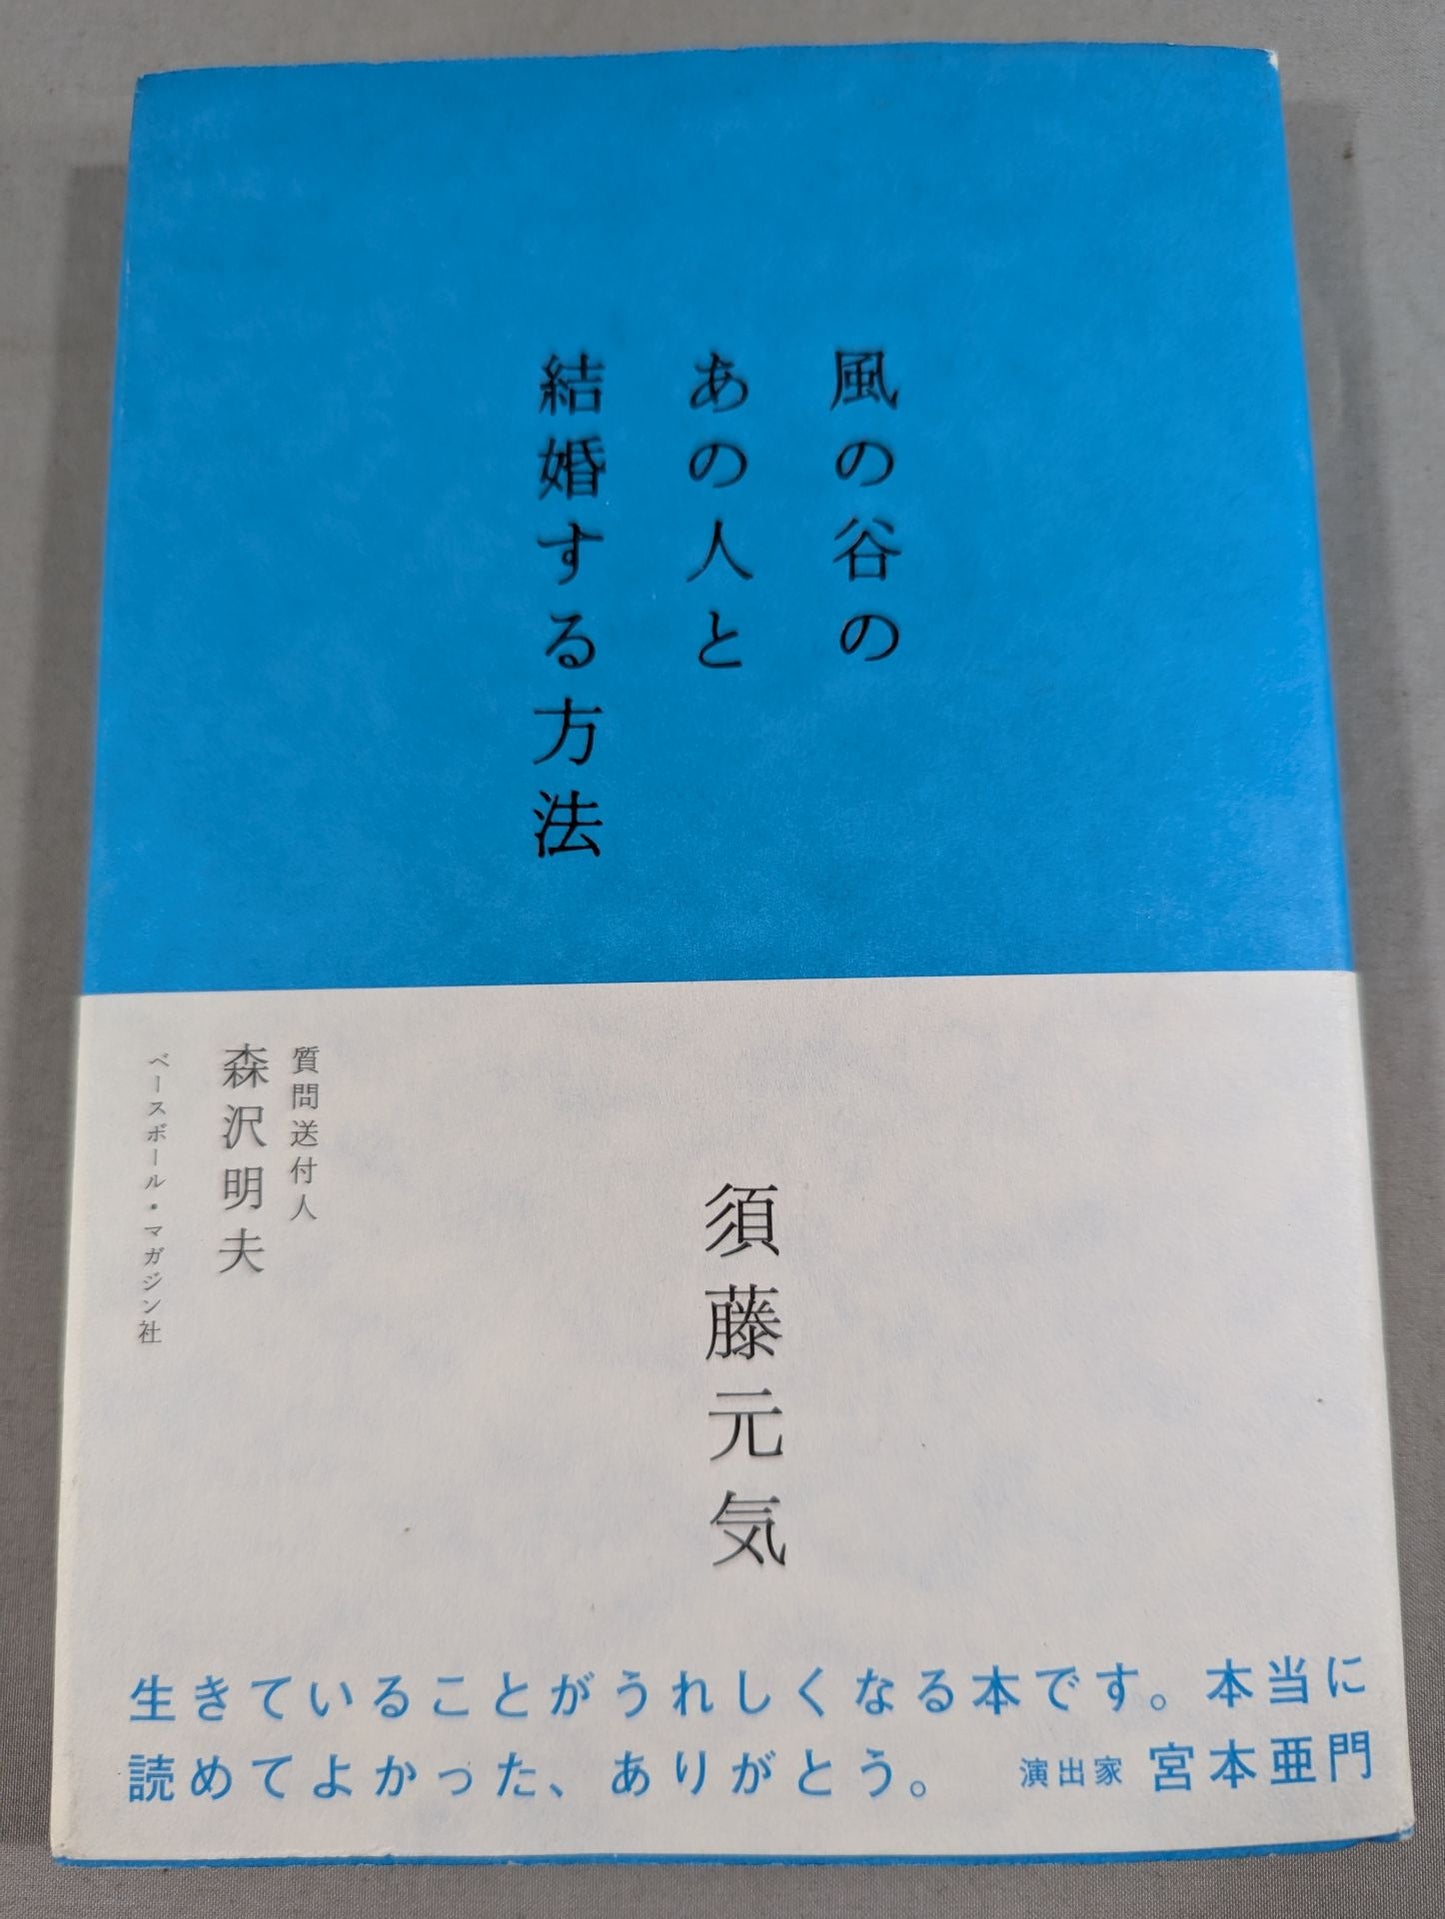 風の谷の
あの人と
結婚する方法
須藤元気
質問送付人
森沢明夫
ベースボール・マガジン社
生きていることがうれしくなる本です。本当に
読めてよかった、ありがとう。 演出家 宮本亜門